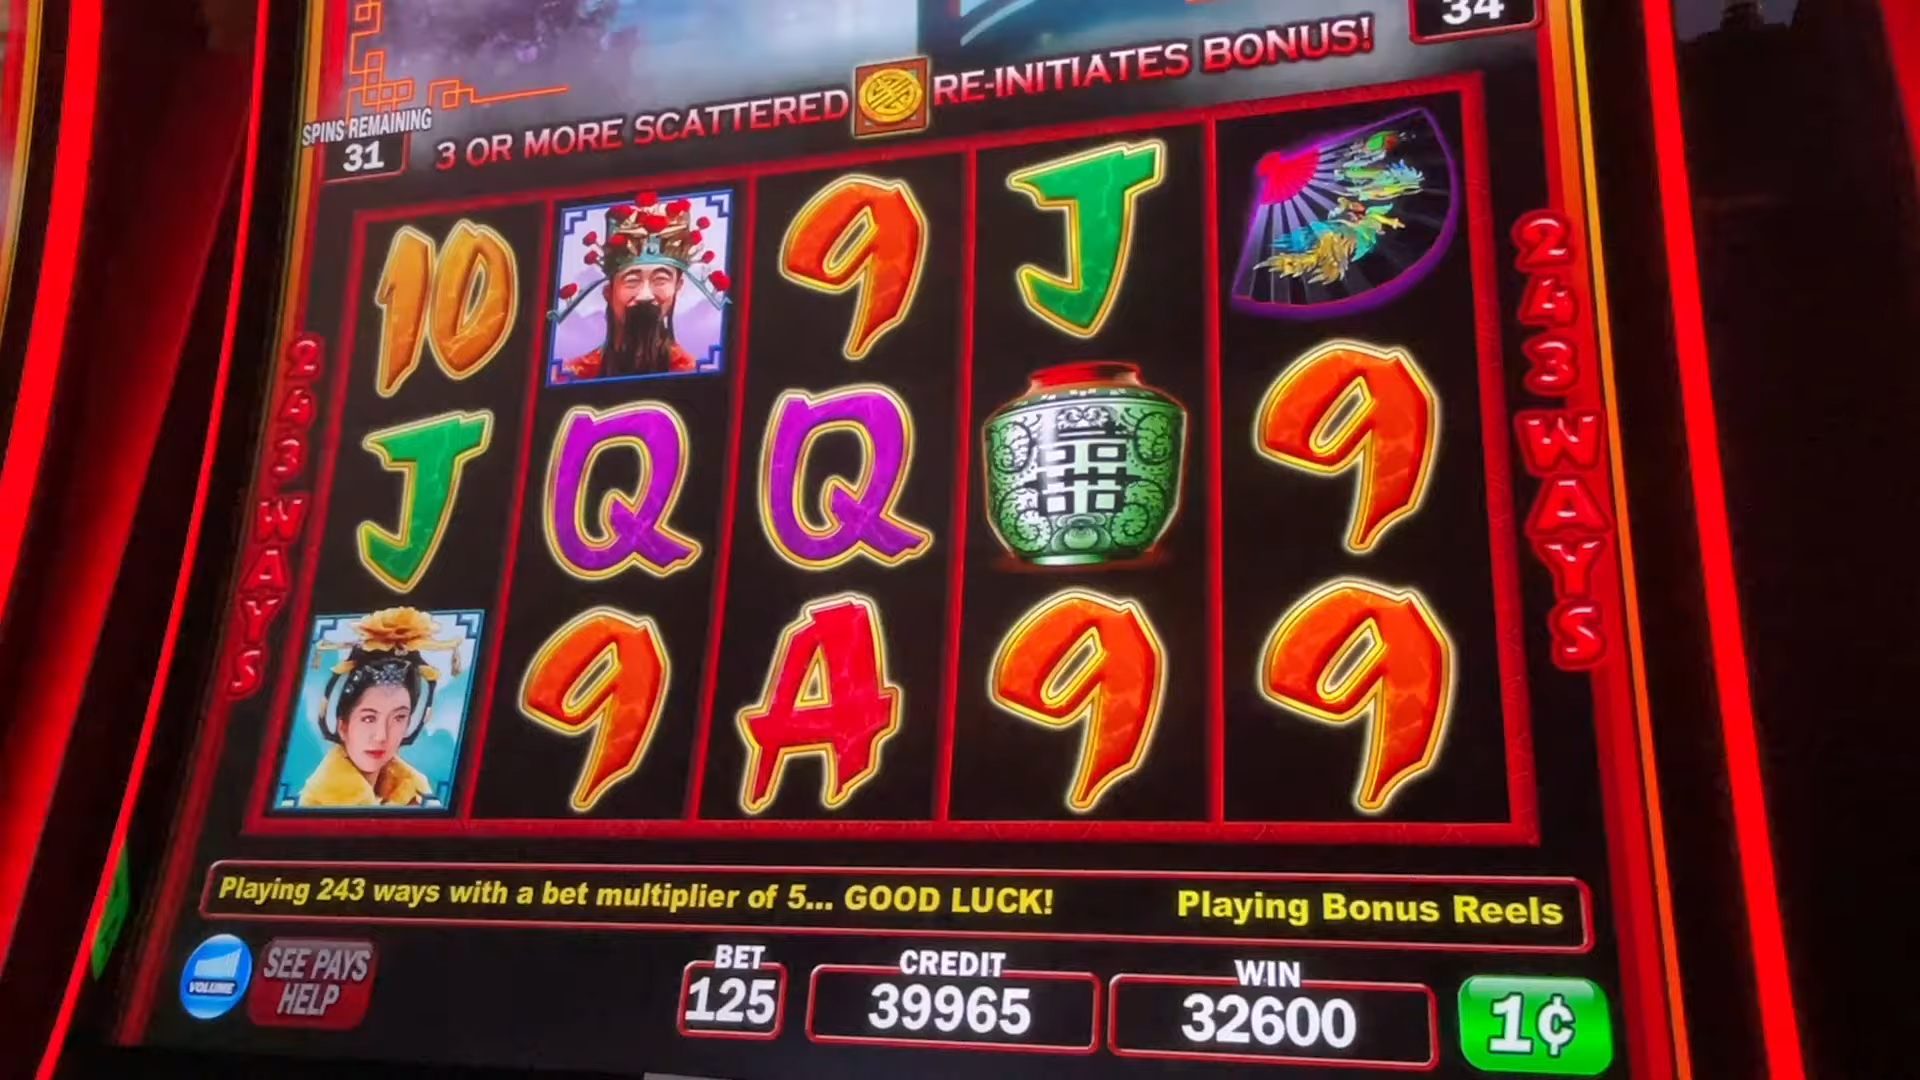 34
3 OR MORE SCATTERED RE-INITIATES BONUS!
SPINS REMAINING
31
10 9 J
J Q Q 9
9 A 9 9
243 WAYS
243 WAYS
Playing 243 ways with a bet multiplier of 5... GOOD LUCK! Playing Bonus Reels
VOLUME
SEE PAYS
HELP
BET
125
CREDIT
39965
WIN
32600
1¢